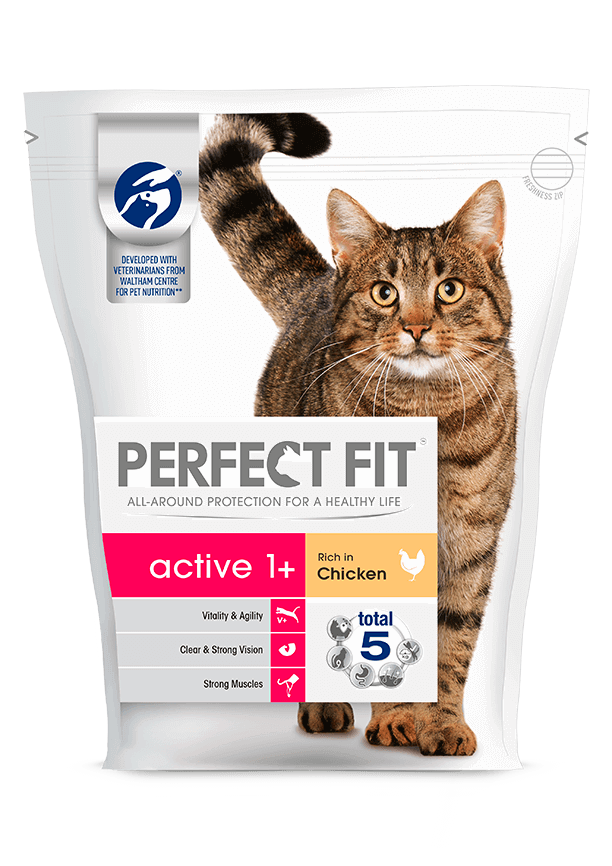 ®
DEVELOPED WITH
VETERINARIANS FROM
WALTHAM CENTRE
FOR PET NUTRITION**
FRESHNESS ZIP
PERFECT FIT®
ALL-AROUND PROTECTION FOR A HEALTHY LIFE
active 1+
Rich in
Chicken
Vitality & Agility
V+
Clear & Strong Vision
Strong Muscles
total
5